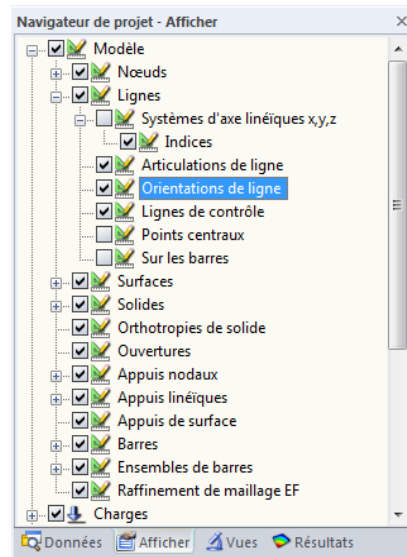 Navigateur de projet - Afficher
Modèle
Nœuds
Lignes
Systèmes d'axe linéïques x,y,z
Indices
Articulations de ligne
Orientations de ligne
Lignes de contrôle
Points centraux
Sur les barres
Surfaces
Solides
Orthotropies de solide
Ouvertures
Appuis nodaux
Appuis linéïques
Appuis de surface
Barres
Ensembles de barres
Raffinement de maillage EF
Charges
Données Afficher Vues Résultats